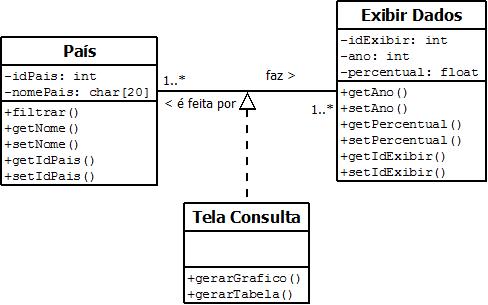 País
-idPais: int
-nomePais: char[20]
+filtrar()
+getNome()
+setNome()
+getIdPais()
+setIdPais()
1..*
faz >
< é feita por
1..*
Exibir Dados
-idExibir: int
-ano: int
-percentual: float
+getAno()
+setAno()
+getPercentual()
+setPercentual()
+getIdExibir()
+setIdExibir()
Tela Consulta
+gerarGrafico()
+gerarTabela()